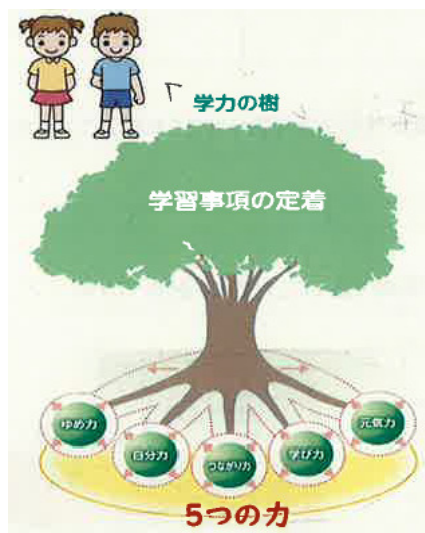 学力の樹
学習事項の定着
ゆめ力
自分力
つながり力
学び力
元気力
5つの力